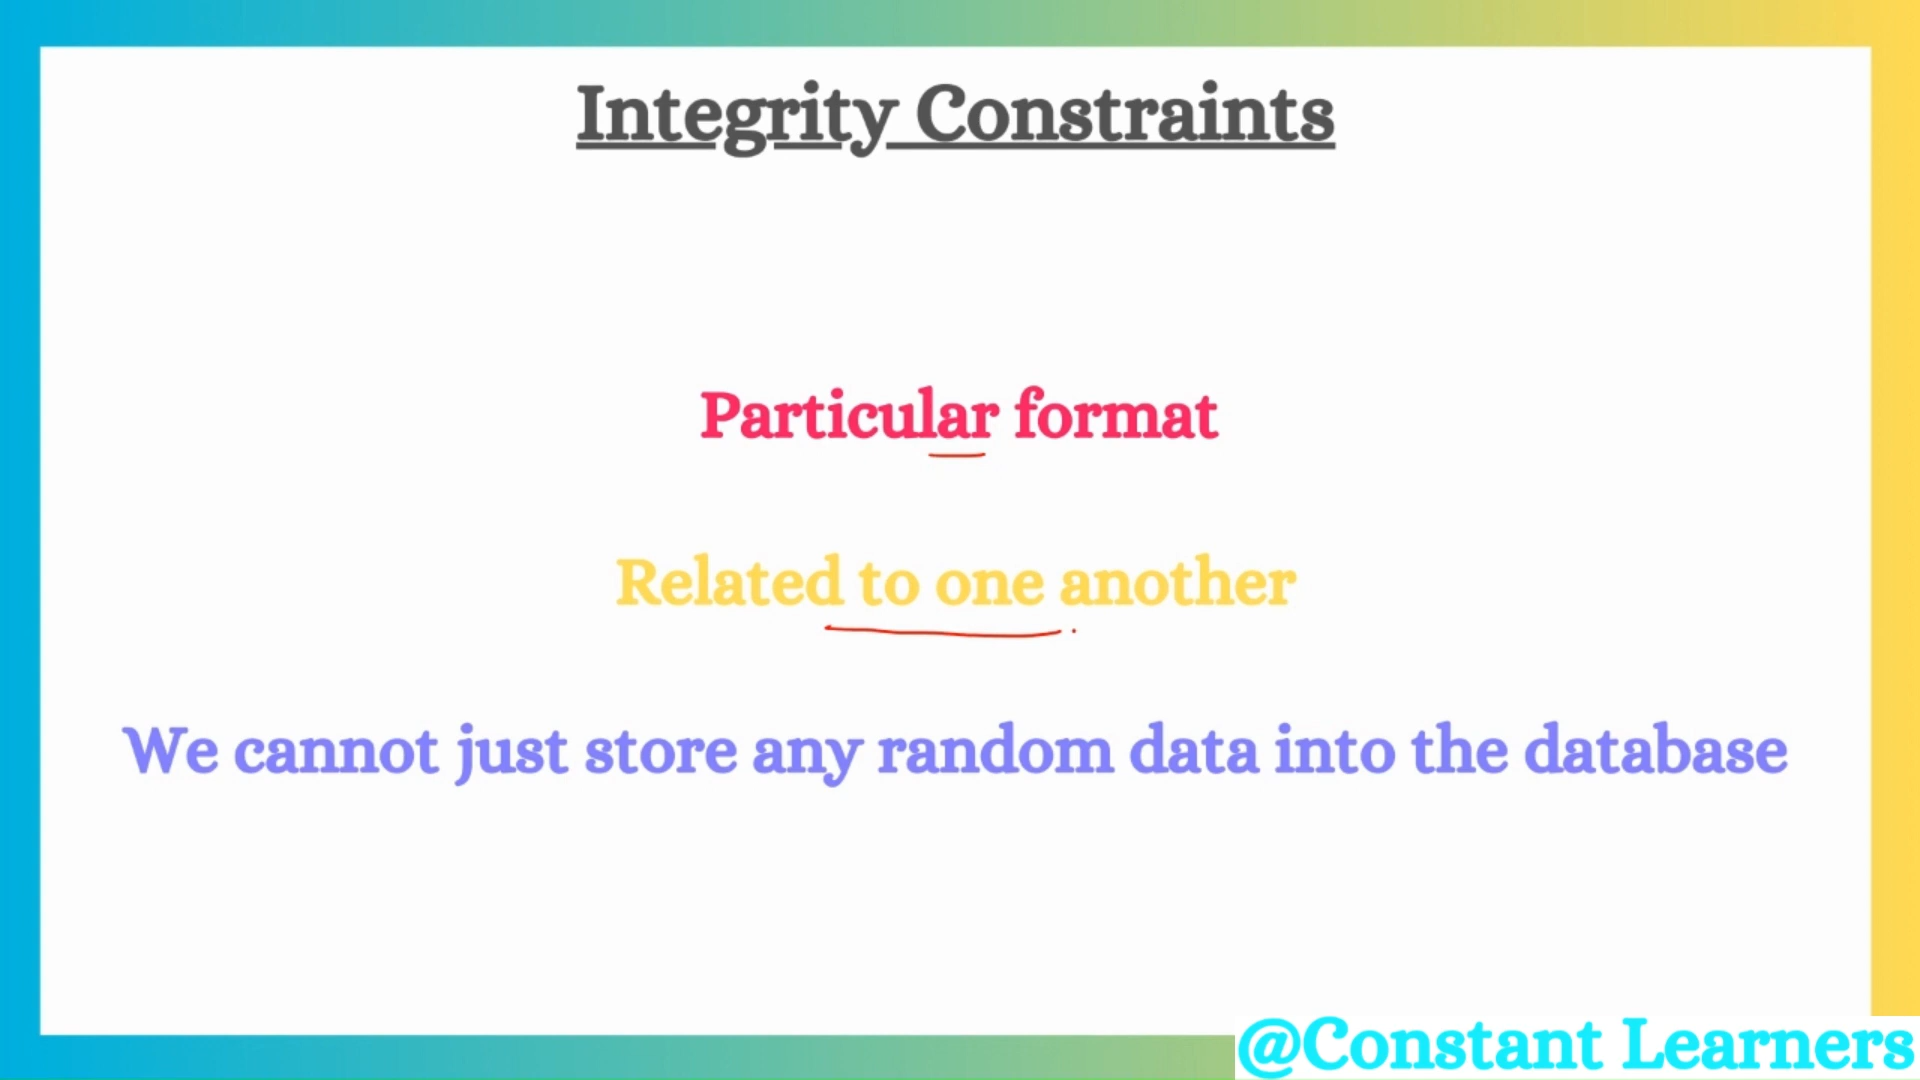 Integrity Constraints
Particular format
Related to one another
We cannot just store any random data into the database
@Constant Learners